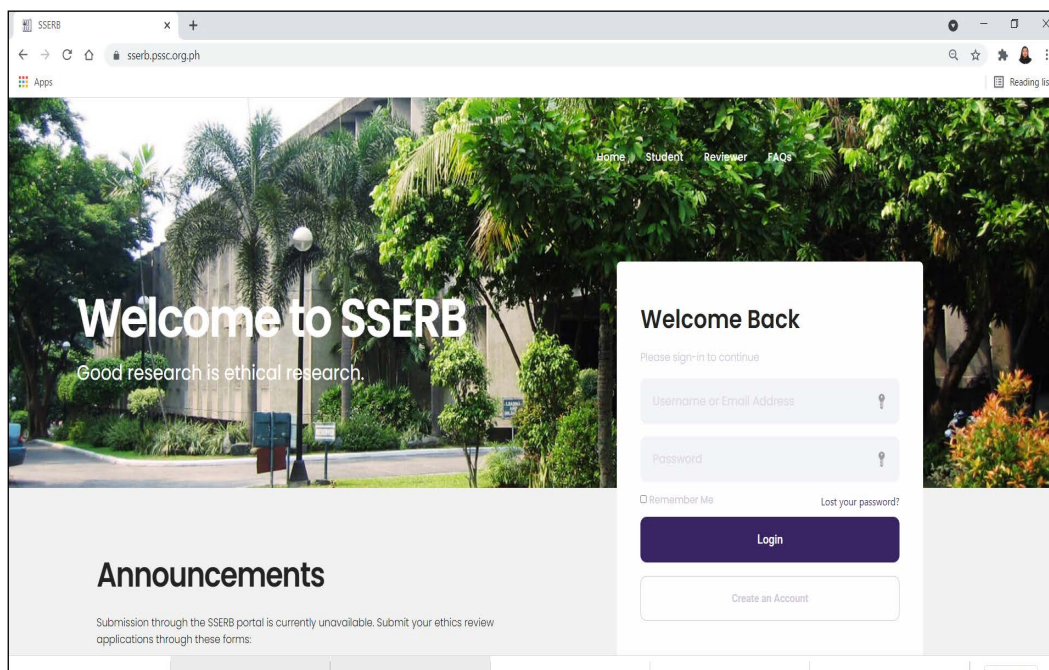 SSERB
sserb.pssc.org.ph
Apps
Reading lis
Home Student Reviewer FAQs
Welcome to SSERB
Good research is ethical research.
Welcome Back
Please sign-in to continue
Username or Email Address
Password
Remember Me
Lost your password?
Login
Create an Account
Announcements
Submission through the SSERB portal is currently unavailable. Submit your ethics review
applications through these forms: